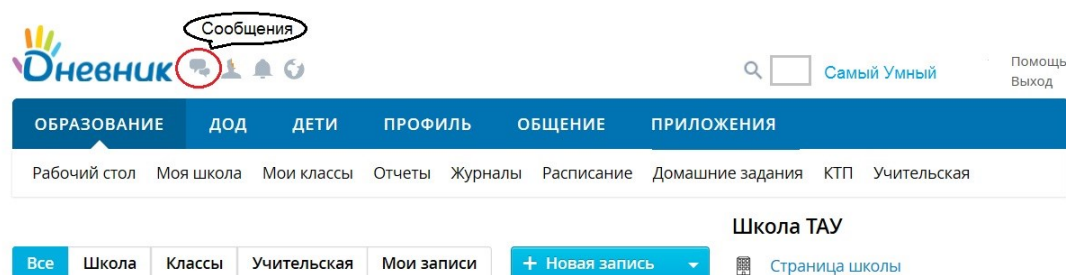 Сообщения
Дневник
Самый Умный
Помощь
Выход
ОБРАЗОВАНИЕ ДОД ДЕТИ ПРОФИЛЬ ОБЩЕНИЕ ПРИЛОЖЕНИЯ
Рабочий стол Моя школа Мои классы Отчеты Журналы Расписание Домашние задания КТП Учительская
Школа ТАУ
Все Школа Классы Учительская Мои записи + Новая запись
Страница школы